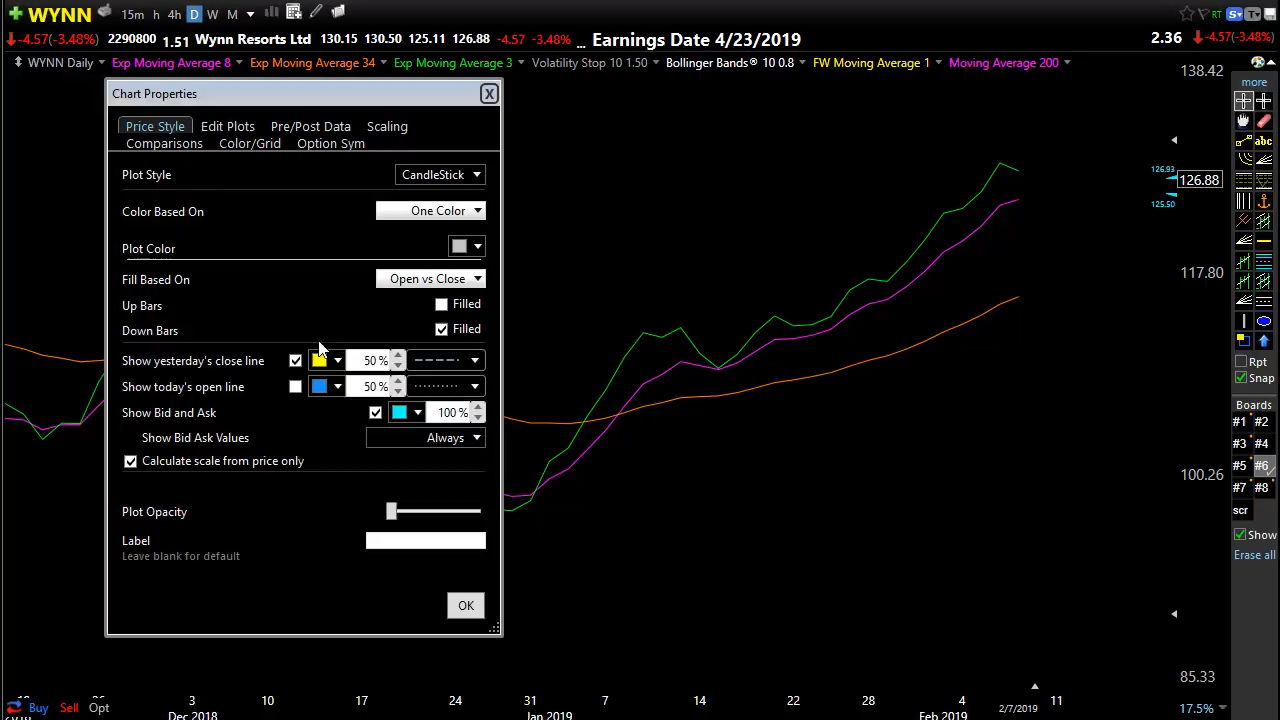 WYNN 15m h 4h D W M RT S T
-4.57(-3.48%) 2290800 1.51 Wynn Resorts Ltd 130.15 130.50 125.11 126.88 -4.57 -3.48% ... Earnings Date 4/23/2019 2.36 -4.57(-3.48%)
WYNN Daily Exp Moving Average 8 Exp Moving Average 34 Exp Moving Average 3 Volatility Stop 10 1.50 Bollinger Bands® 10 0.8 FW Moving Average 1 Moving Average 200
138.42
more
Chart Properties X
Price Style Edit Plots Pre/Post Data Scaling
Comparisons Color/Grid Option Sym
Plot Style CandleStick
Color Based On One Color
Plot Color
Fill Based On Open vs Close
Up Bars Filled
Down Bars Filled
Show yesterday's close line 50 %
Show today's open line 50 %
Show Bid and Ask 100 %
Show Bid Ask Values Always
Calculate scale from price only
Plot Opacity
Label
Leave blank for default
OK
126.93
126.88
125.50
117.80
100.26
85.33
17.5%
abc
Rpt
Snap
Boards
#1 #2
#3 #4
#5 #6
#7 #8
scr
Show
Erase all
3 10 17 24 31 7 14 22 28 4 11
Buy Sell Opt Dec 2018 Jan 2019 Feb 2019 2/7/2019